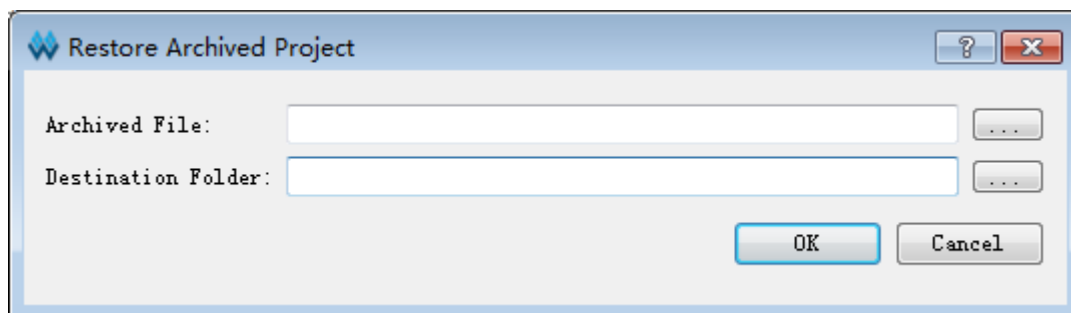 Restore Archived Project
Archived File: ...
Destination Folder: ...
OK Cancel